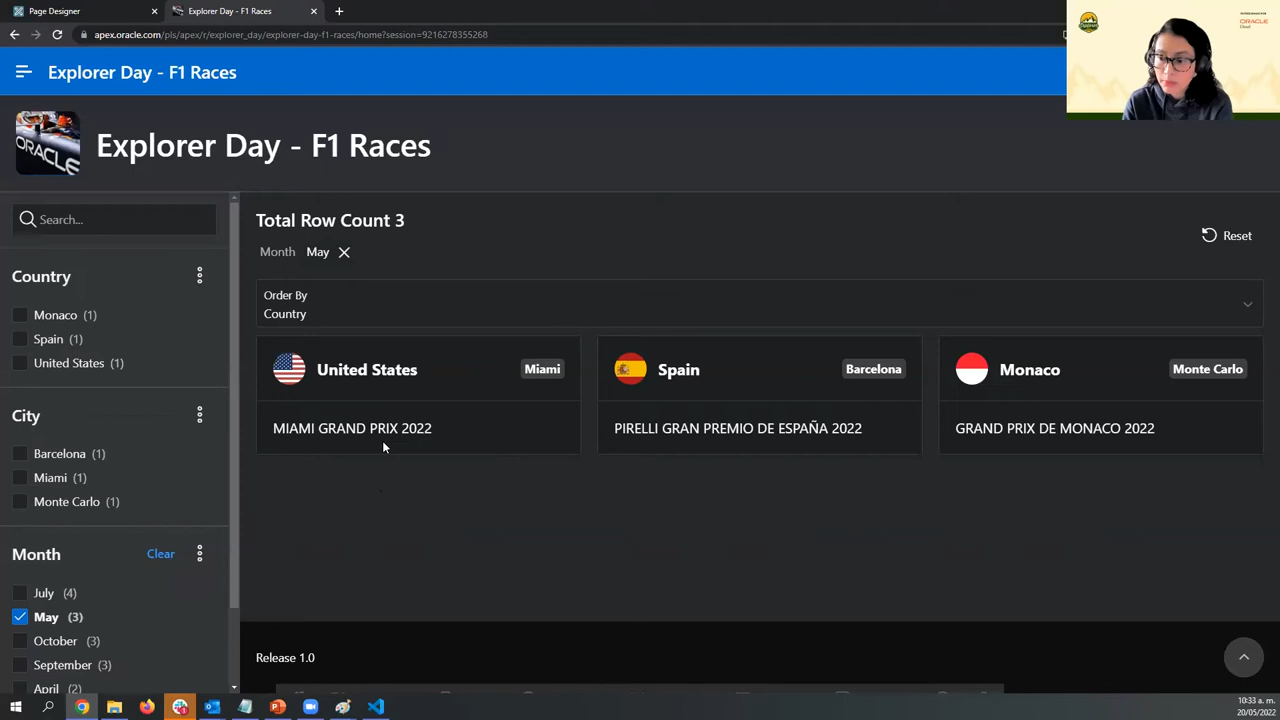 Page Designer
Explorer Day - F1 Races
apex.oracle.com/pls/apex/r/explorer_day/explorer-day-f1-races/home?session=9216278355268
Explorer Day - F1 Races
ORACLE
Explorer Day - F1 Races
Search...
Country
Monaco (1)
Spain (1)
United States (1)
City
Barcelona (1)
Miami (1)
Monte Carlo (1)
Month
Clear
July (4)
May (3)
October (3)
September (3)
April (2)
Total Row Count 3
Month May
Reset
Order By
Country
United States
Miami
MIAMI GRAND PRIX 2022
Spain
Barcelona
PIRELLI GRAN PREMIO DE ESPAÑA 2022
Monaco
Monte Carlo
GRAND PRIX DE MONACO 2022
Release 1.0
ORACLE
Cloud
10:33 a. m.
20/05/2022